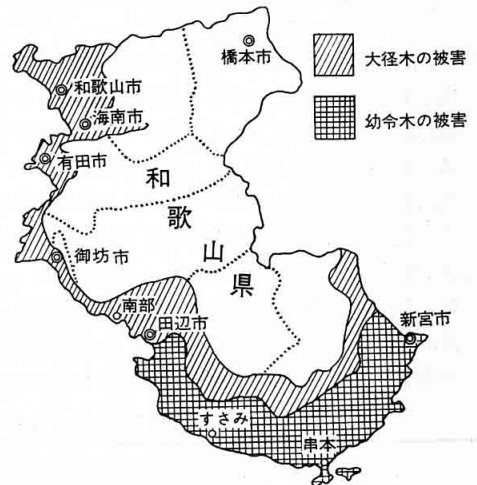 橋本市
大径木の被害
和歌山市
海南市
幼令木の被害
有田市
和歌山県
御坊市
南部
田辺市
新宮市
すさみ
串本